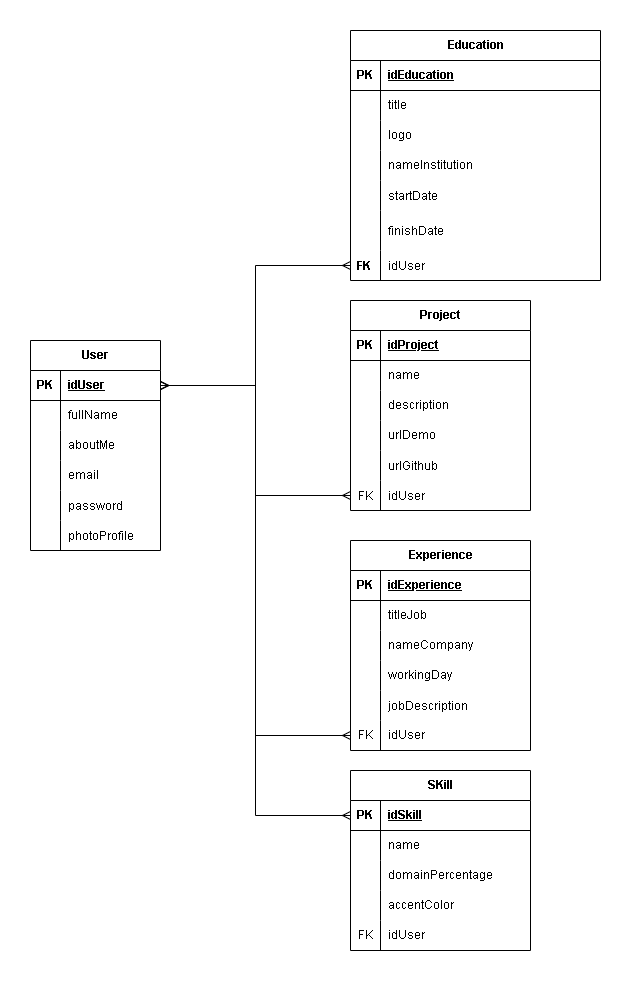 Education
PK idEducation
title
logo
nameInstitution
startDate
finishDate
FK idUser
Project
PK idProject
name
description
urlDemo
urlGithub
FK idUser
User
PK idUser
fullName
aboutMe
email
password
photoProfile
Experience
PK idExperience
titleJob
nameCompany
workingDay
jobDescription
FK idUser
SKill
PK idSkill
name
domainPercentage
accentColor
FK idUser